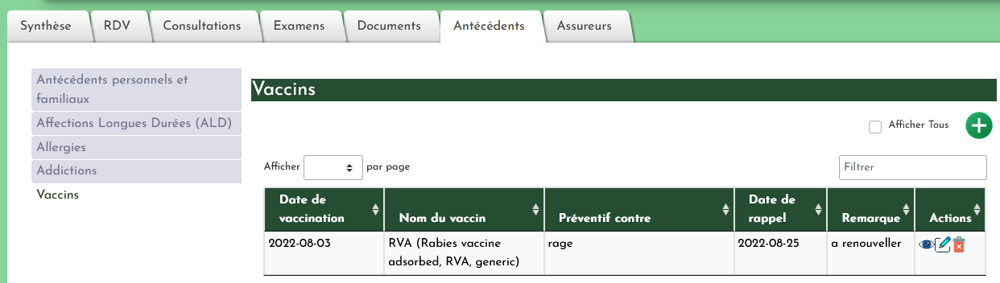 Synthèse RDV Consultations Examens Documents Antécédents Assureurs
Antécédents personnels et
familiaux
Affections Longues Durées (ALD)
Allergies
Addictions
Vaccins
Vaccins
Afficher Tous
Afficher par page
Filtrer
Date de
vaccination
Nom du vaccin
Préventif contre
Date de
rappel
Remarque
Actions
2022-08-03
RVA (Rabies vaccine
adsorbed, RVA, generic)
rage
2022-08-25
a renouveller